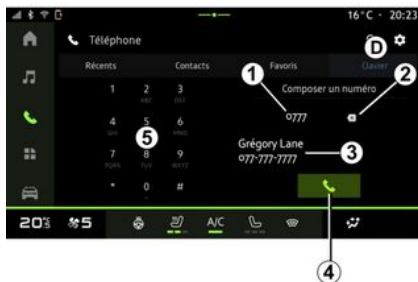 16°C · 20:23
Téléphone
D
Récents Contacts Favoris Clavier
1 2 3
ABC DEF
Composer un numéro
1 2
0777
4 5 6
GHI MNO
5
Grégory Lane
077-777-7777
3
7 8 9
PQRS TUV WXYZ
* 0 #
20.5 5 A/C
4